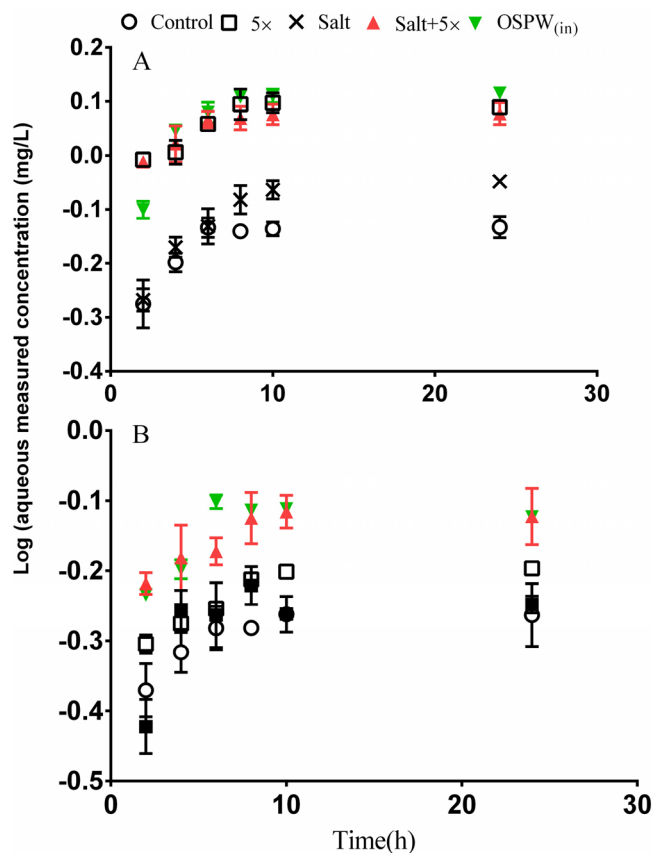 Control 5× Salt Salt+5× OSPW(in)
A
0.2
0.1
0.0
-0.1
-0.2
-0.3
-0.4
0 10 20 30
Log (aqueous measured concentration (mg/L)
B
0.0
-0.1
-0.2
-0.3
-0.4
-0.5
0 10 20 30
Time(h)